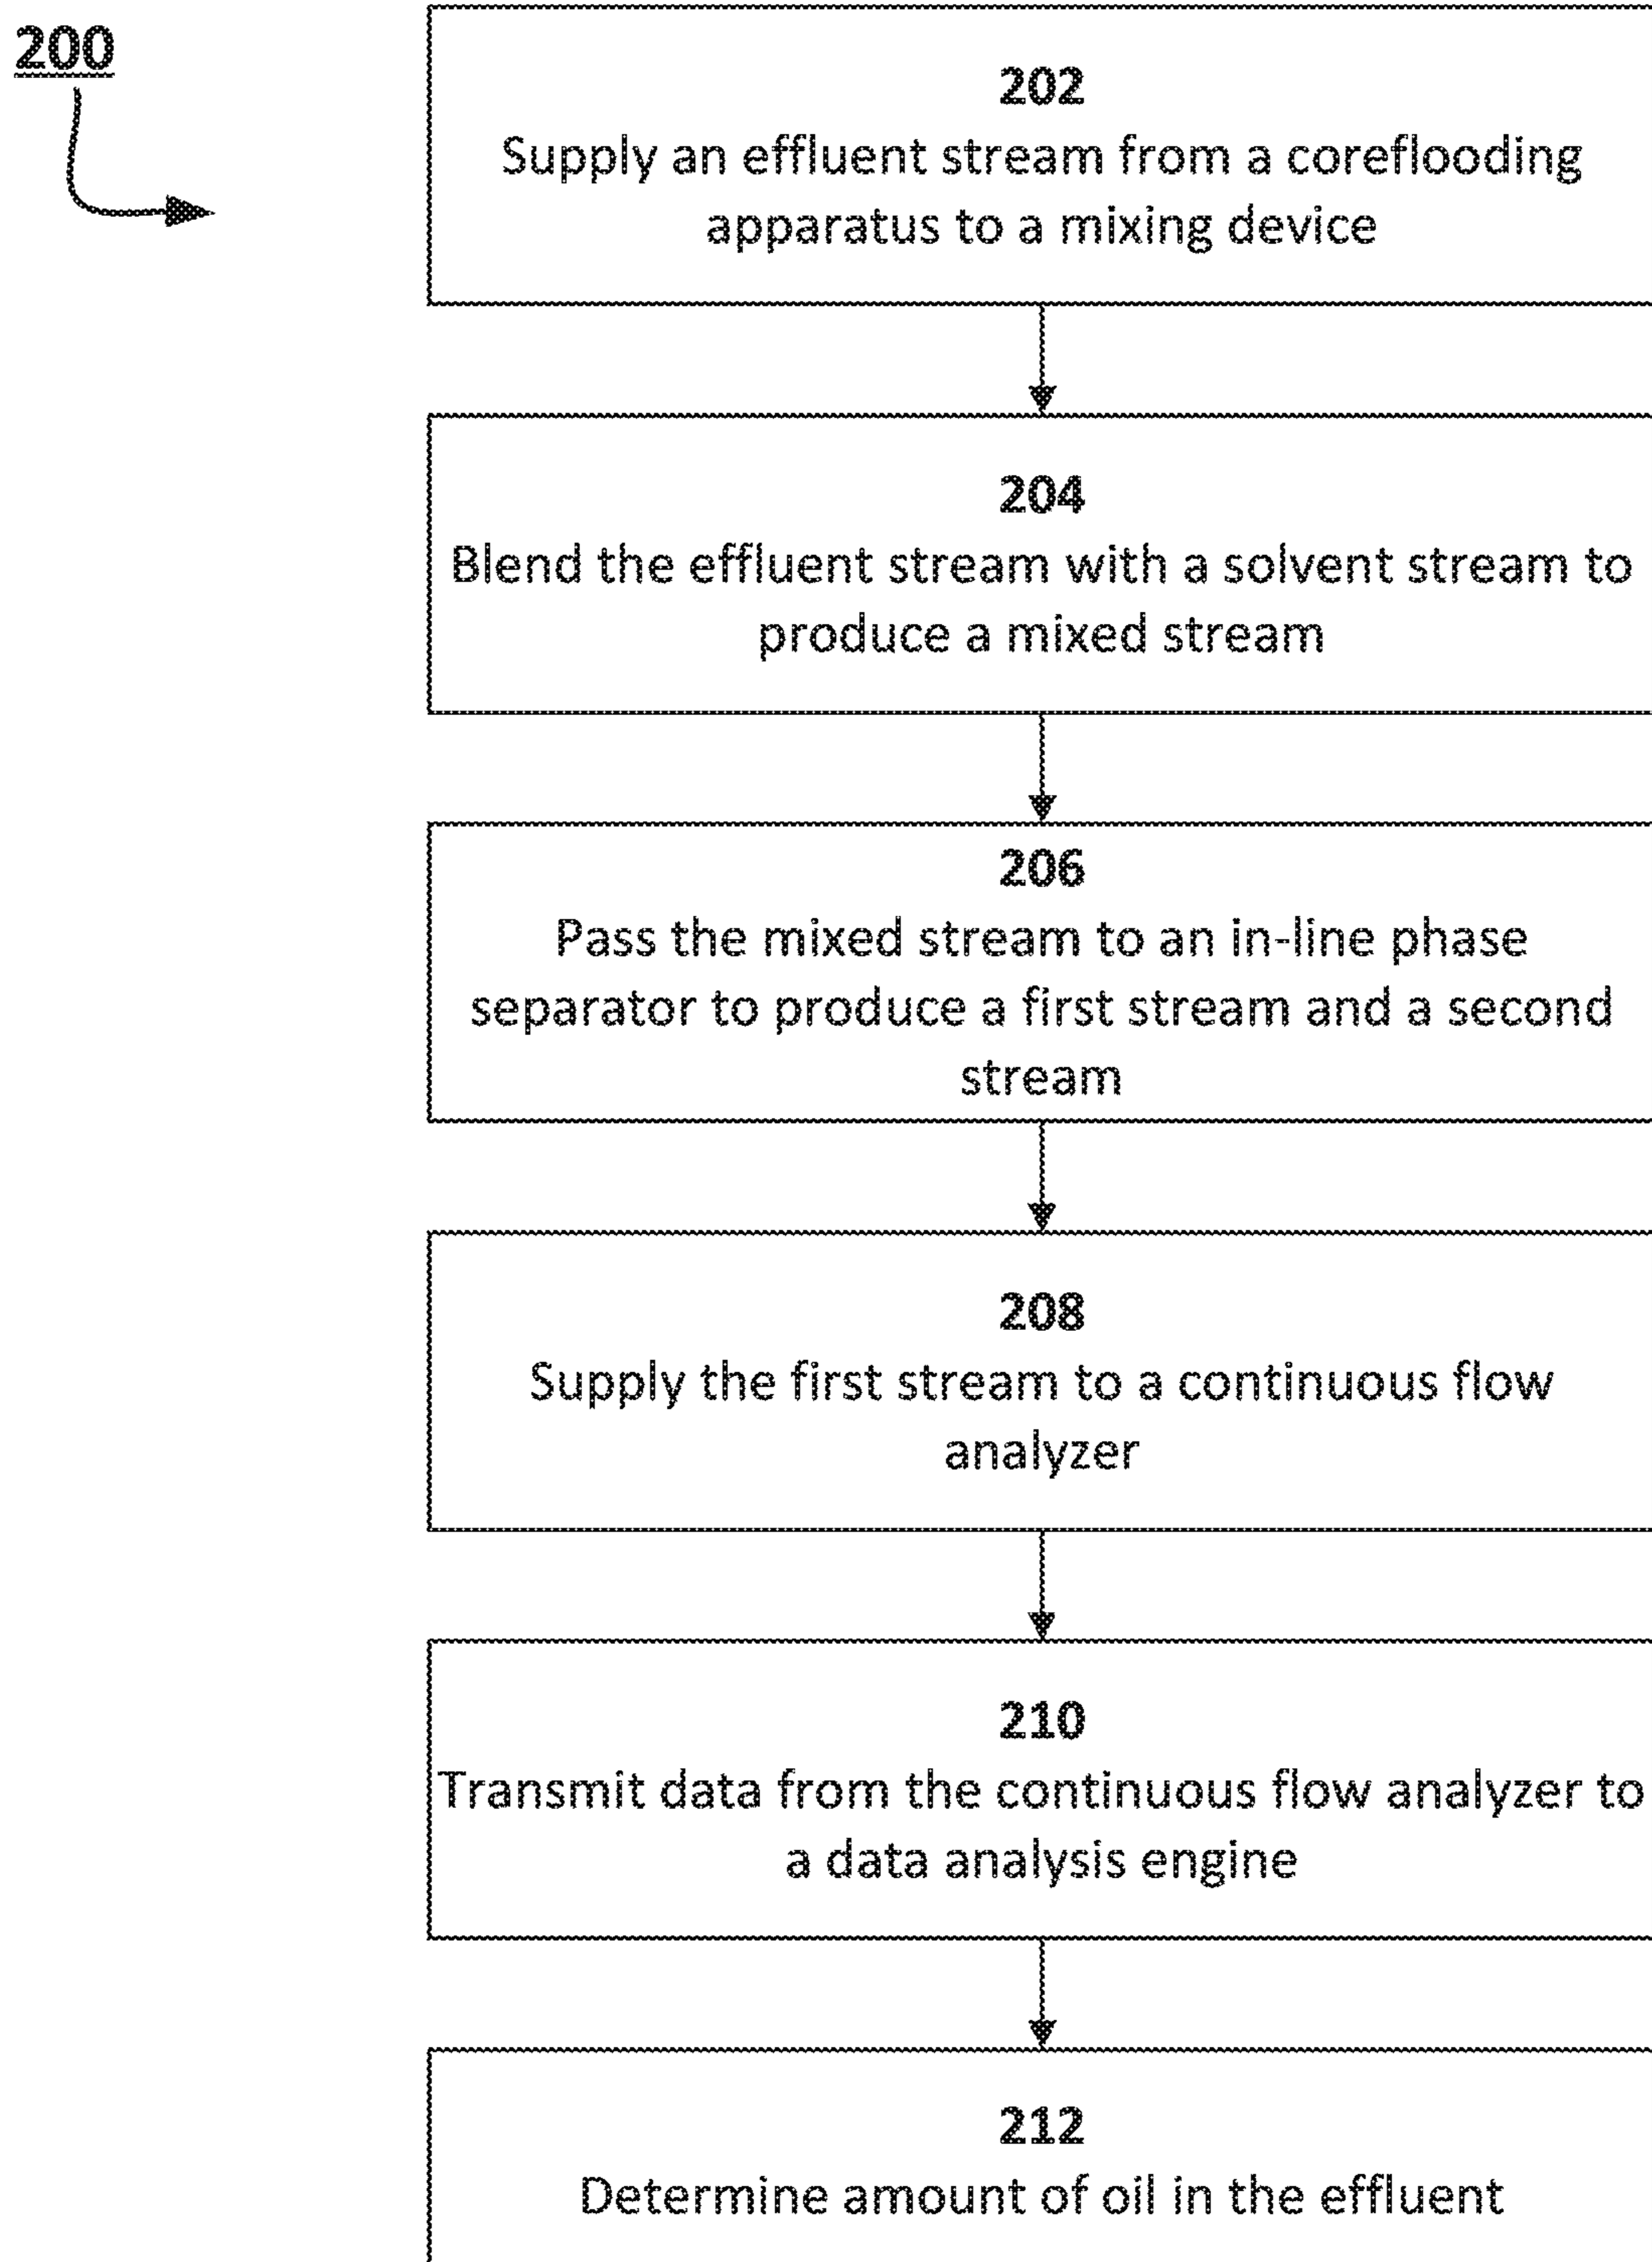 200
202
Supply an effluent stream from a coreflooding
apparatus to a mixing device
204
Blend the effluent stream with a solvent stream to
produce a mixed stream
206
Pass the mixed stream to an in-line phase
separator to produce a first stream and a second
stream
208
Supply the first stream to a continuous flow
analyzer
210
Transmit data from the continuous flow analyzer to
a data analysis engine
212
Determine amount of oil in the effluent